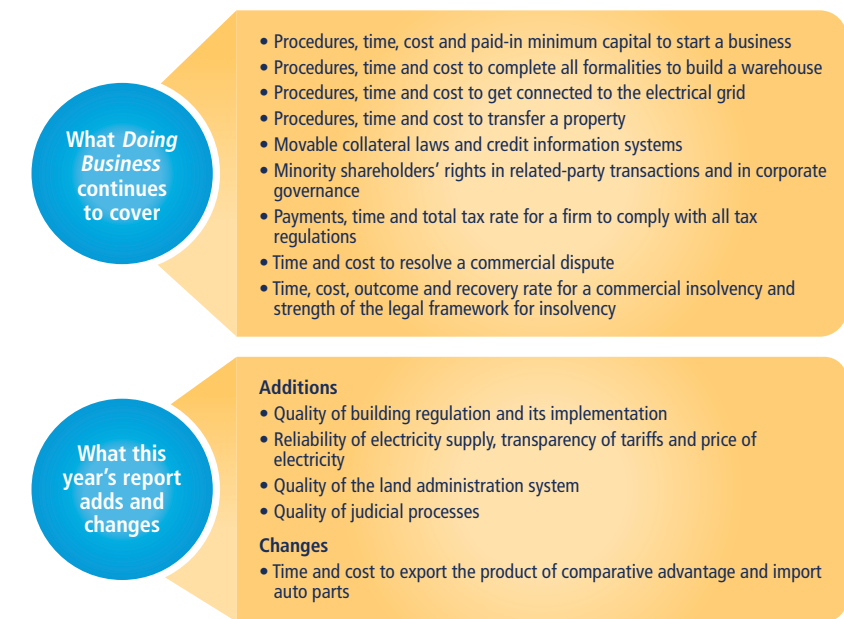 What Doing
Business
continues
to cover
• Procedures, time, cost and paid-in minimum capital to start a business
• Procedures, time and cost to complete all formalities to build a warehouse
• Procedures, time and cost to get connected to the electrical grid
• Procedures, time and cost to transfer a property
• Movable collateral laws and credit information systems
• Minority shareholders’ rights in related-party transactions and in corporate
governance
• Payments, time and total tax rate for a firm to comply with all tax
regulations
• Time and cost to resolve a commercial dispute
• Time, cost, outcome and recovery rate for a commercial insolvency and
strength of the legal framework for insolvency
What this
year’s report
adds and
changes
Additions
• Quality of building regulation and its implementation
• Reliability of electricity supply, transparency of tariffs and price of
electricity
• Quality of the land administration system
• Quality of judicial processes
Changes
• Time and cost to export the product of comparative advantage and import
auto parts